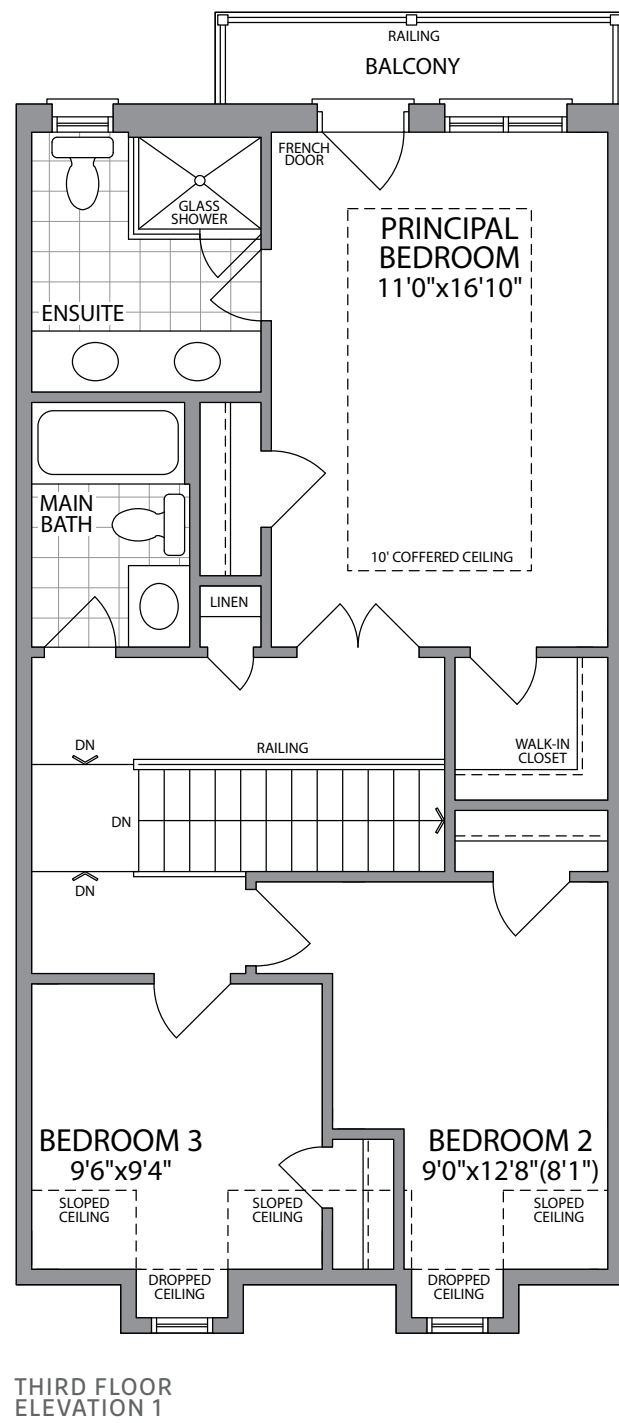 RAILING
BALCONY
FRENCH
DOOR
GLASS
SHOWER
PRINCIPAL
BEDROOM
11'0"x16'10"
ENSUITE
MAIN
BATH
10' COFFERED CEILING
LINEN
DN
RAILING
WALK-IN
CLOSET
DN
DN
BEDROOM 3
9'6"x9'4"
BEDROOM 2
9'0"x12'8"(8'1")
SLOPED
CEILING
SLOPED
CEILING
SLOPED
CEILING
DROPPED
CEILING
DROPPED
CEILING
THIRD FLOOR
ELEVATION 1